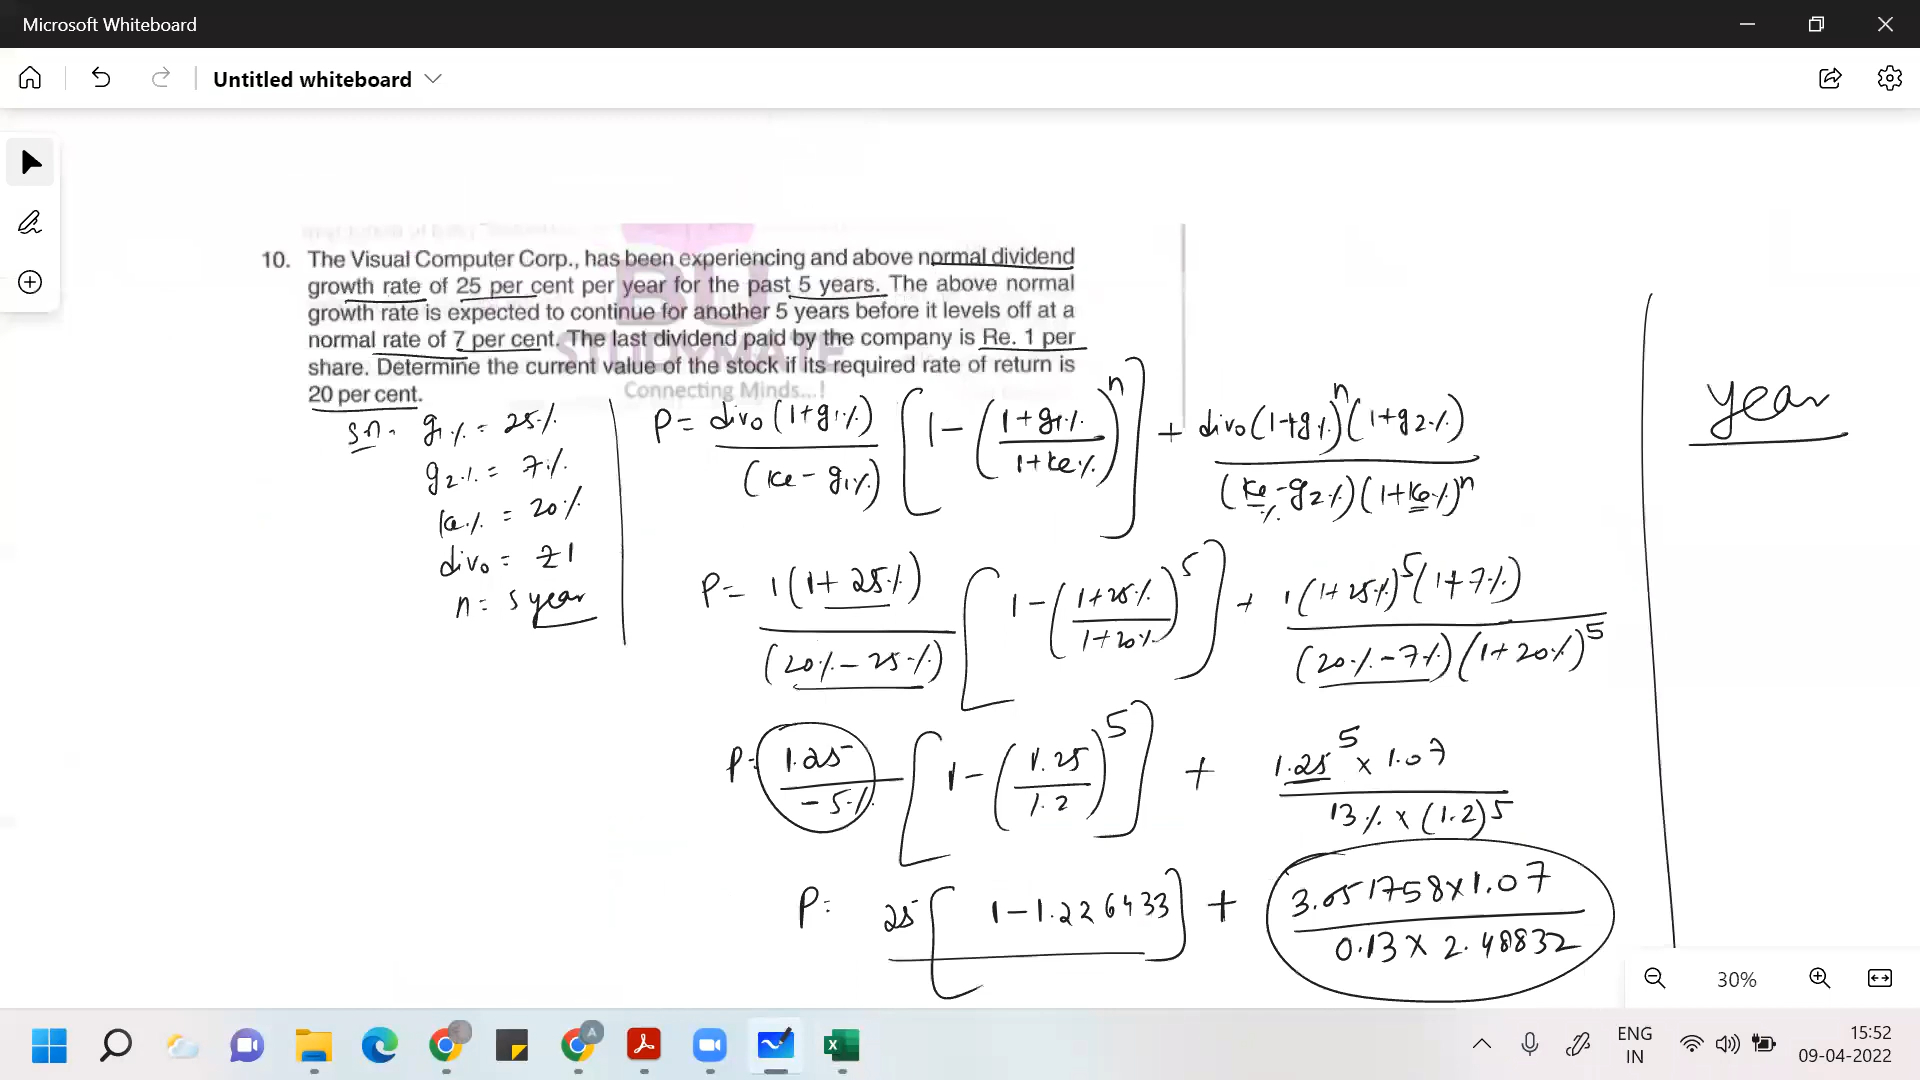 Microsoft Whiteboard
Untitled whiteboard
10. The Visual Computer Corp., has been experiencing and above normal dividend
growth rate of 25 per cent per year for the past 5 years. The above normal
growth rate is expected to continue for another 5 years before it levels off at a
normal rate of 7 per cent. The last dividend paid by the company is Re. 1 per
share. Determine the current value of the stock if its required rate of return is
20 per cent.
BU
STUDYMATE
Connecting Minds...!
Sn. g1% = 25%
g2% = 7%
ke% = 20%
div0 = ₹1
n = 5 year
P = div0 (1+g1%) / (ke - g1%) [1 - ((1+g1%) / (1+ke%))^n] + div0 (1+g1%)^n (1+g2%) / (ke% - g2%) (1+ke%)^n
P = 1(1+25%) / (20% - 25%) [1 - ((1+25%) / (1+20%))^5] + 1(1+25%)^5 (1+7%) / (20% - 7%) (1+20%)^5
P = 1.25 / -5% [1 - (1.25 / 1.2)^5] + 1.25^5 x 1.07 / 13% x (1.2)^5
P = 25 [1 - 1.226433] + 3.051758 x 1.07 / 0.13 x 2.48832
year
30%
ENG
IN
15:52
09-04-2022